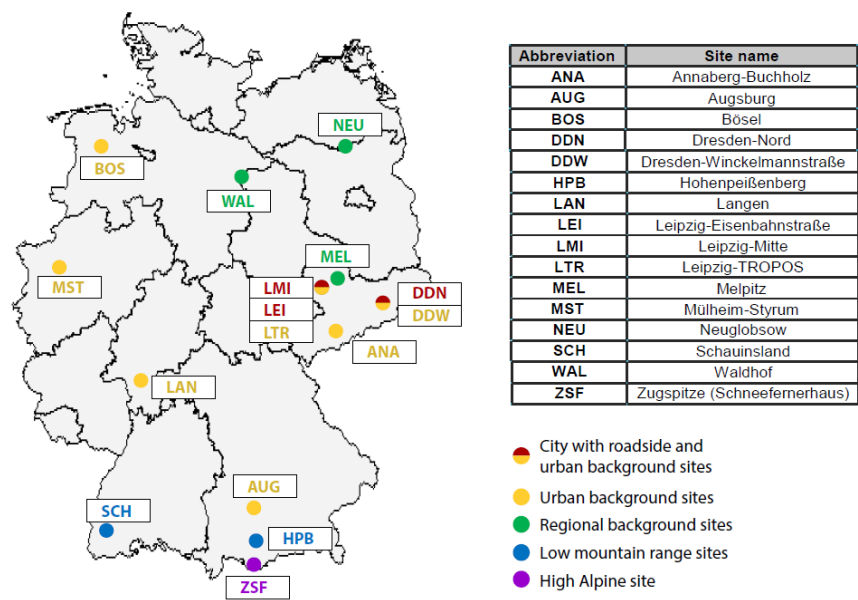 NEU
BOS
WAL
MEL
MST
LMI
LEI
LTR
DDN
DDW
ANA
LAN
AUG
SCH
HPB
ZSF
Abbreviation Site name
ANA Annaberg-Buchholz
AUG Augsburg
BOS Bösel
DDN Dresden-Nord
DDW Dresden-Winckelmannstraße
HPB Hohenpeißenberg
LAN Langen
LEI Leipzig-Eisenbahnstraße
LMI Leipzig-Mitte
LTR Leipzig-TROPOS
MEL Melpitz
MST Mülheim-Styrum
NEU Neuglobsow
SCH Schauinsland
WAL Waldhof
ZSF Zugspitze (Schneefernerhaus)
City with roadside and
urban background sites
Urban background sites
Regional background sites
Low mountain range sites
High Alpine site